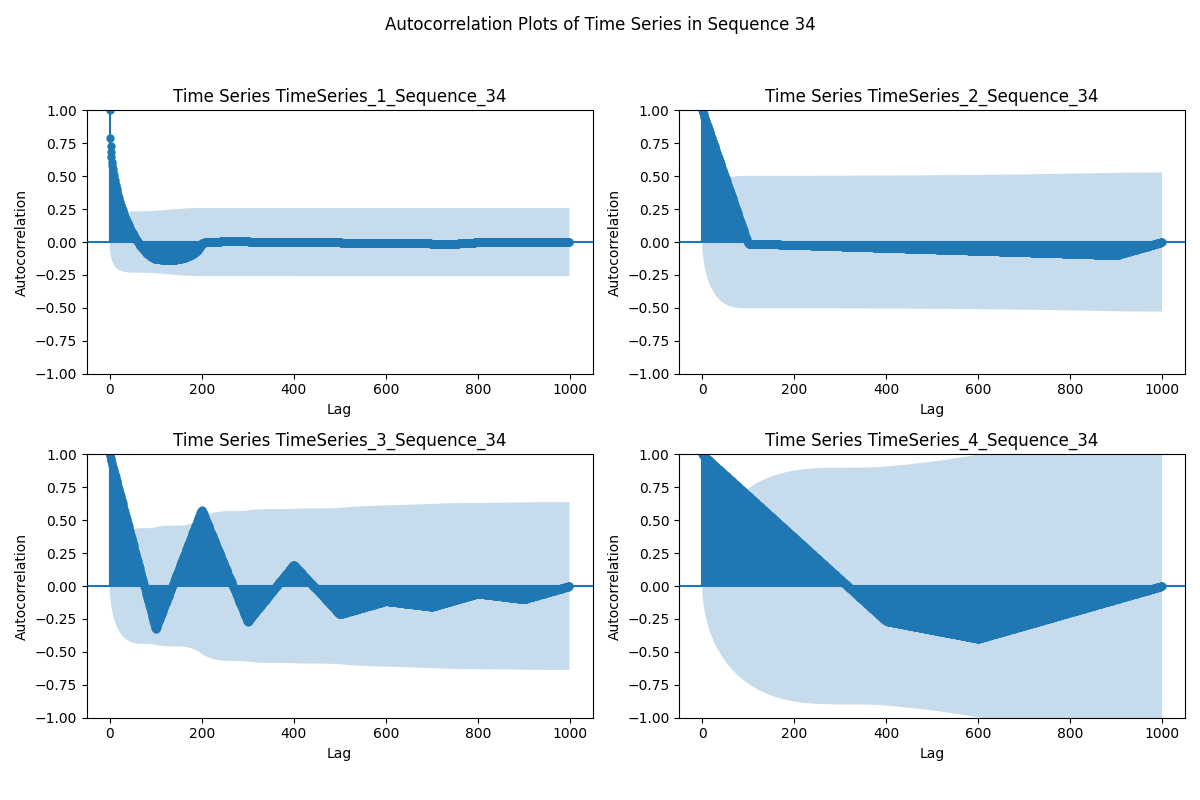 Autocorrelation Plots of Time Series in Sequence 34
Time Series TimeSeries_1_Sequence_34
1.00
0.75
0.50
0.25
0.00
−0.25
−0.50
−0.75
−1.00
Autocorrelation
0 200 400 600 800 1000
Lag
Time Series TimeSeries_2_Sequence_34
1.00
0.75
0.50
0.25
0.00
−0.25
−0.50
−0.75
−1.00
Autocorrelation
0 200 400 600 800 1000
Lag
Time Series TimeSeries_3_Sequence_34
1.00
0.75
0.50
0.25
0.00
−0.25
−0.50
−0.75
−1.00
Autocorrelation
0 200 400 600 800 1000
Lag
Time Series TimeSeries_4_Sequence_34
1.00
0.75
0.50
0.25
0.00
−0.25
−0.50
−0.75
−1.00
Autocorrelation
0 200 400 600 800 1000
Lag